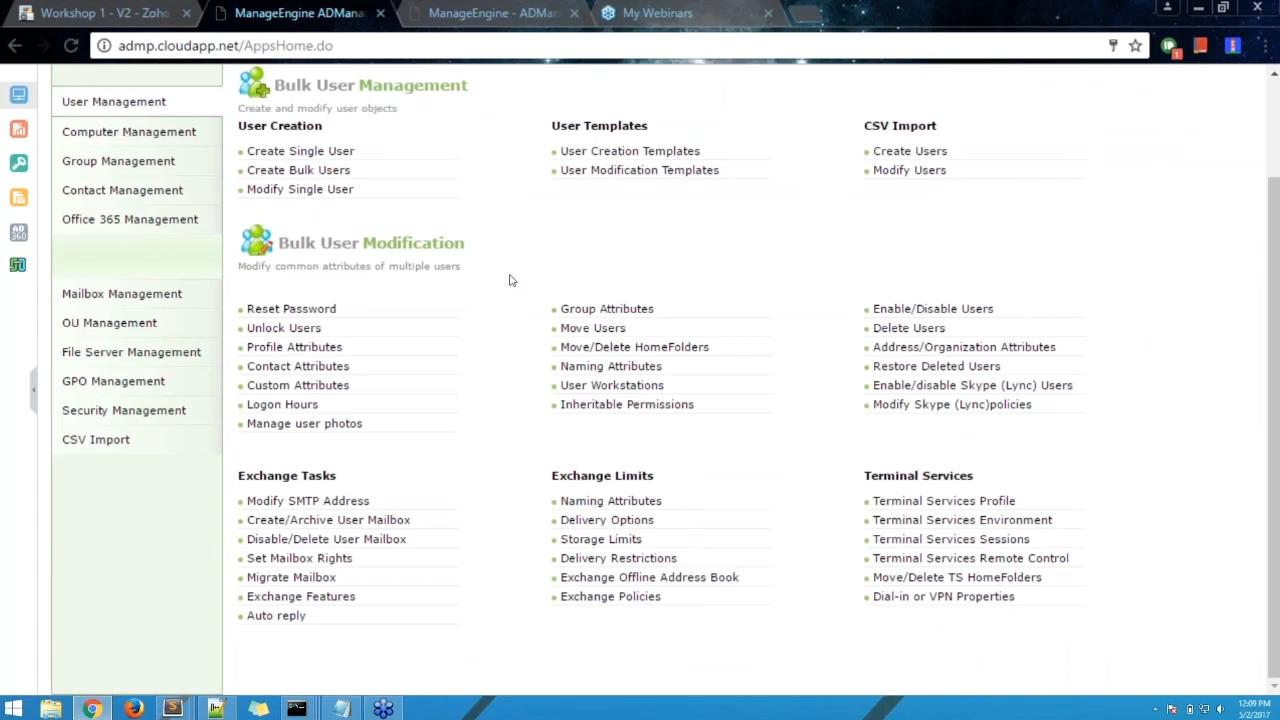 Workshop 1 - V2 - Zoho
ManageEngine ADMana
ManageEngine - ADMan
My Webinars
admp.cloudapp.net/AppsHome.do
1
User Management
Computer Management
Group Management
Contact Management
Office 365 Management
Mailbox Management
OU Management
File Server Management
GPO Management
Security Management
CSV Import
AD
360
Bulk User Management
Create and modify user objects
User Creation
Create Single User
Create Bulk Users
Modify Single User
User Templates
User Creation Templates
User Modification Templates
CSV Import
Create Users
Modify Users
Bulk User Modification
Modify common attributes of multiple users
Reset Password
Unlock Users
Profile Attributes
Contact Attributes
Custom Attributes
Logon Hours
Manage user photos
Group Attributes
Move Users
Move/Delete HomeFolders
Naming Attributes
User Workstations
Inheritable Permissions
Enable/Disable Users
Delete Users
Address/Organization Attributes
Restore Deleted Users
Enable/disable Skype (Lync) Users
Modify Skype (Lync)policies
Exchange Tasks
Modify SMTP Address
Create/Archive User Mailbox
Disable/Delete User Mailbox
Set Mailbox Rights
Migrate Mailbox
Exchange Features
Auto reply
Exchange Limits
Naming Attributes
Delivery Options
Storage Limits
Delivery Restrictions
Exchange Offline Address Book
Exchange Policies
Terminal Services
Terminal Services Profile
Terminal Services Environment
Terminal Services Sessions
Terminal Services Remote Control
Move/Delete TS HomeFolders
Dial-in or VPN Properties
12:09 PM
5/2/2017